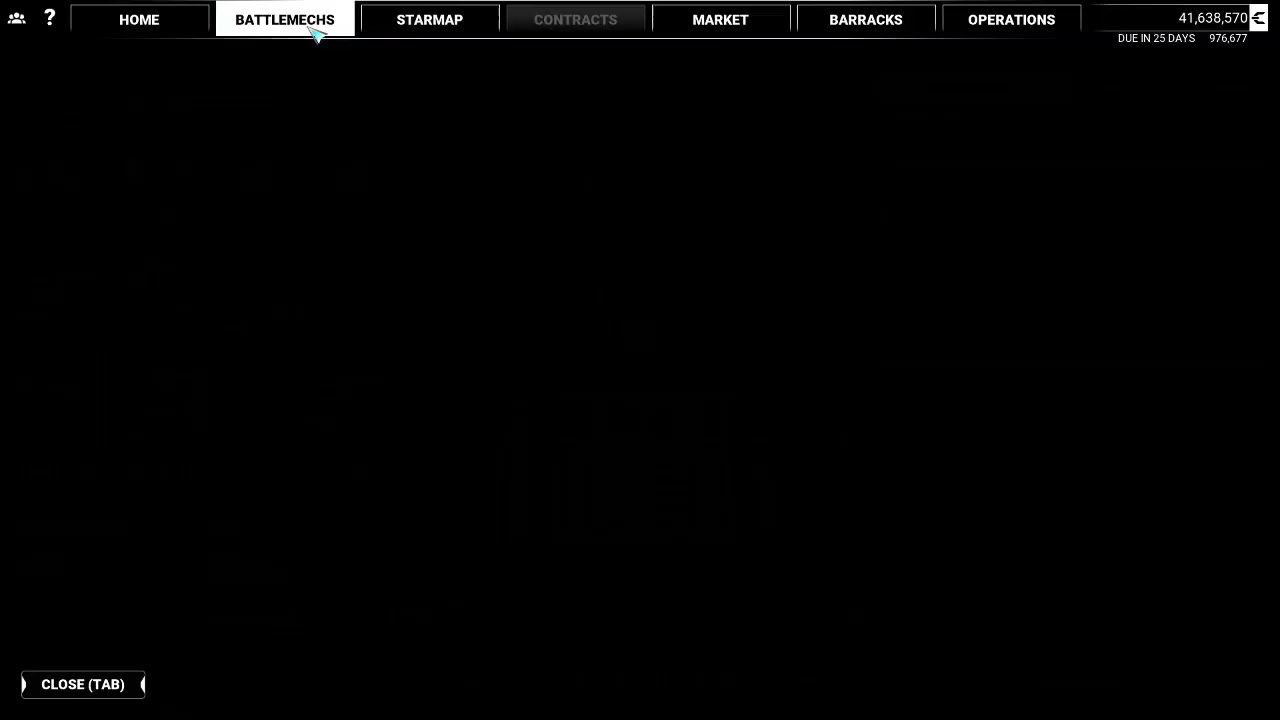 ? HOME BATTLEMECHS STARMAP CONTRACTS MARKET BARRACKS OPERATIONS 41,638,570
DUE IN 25 DAYS 976,677
CLOSE (TAB)